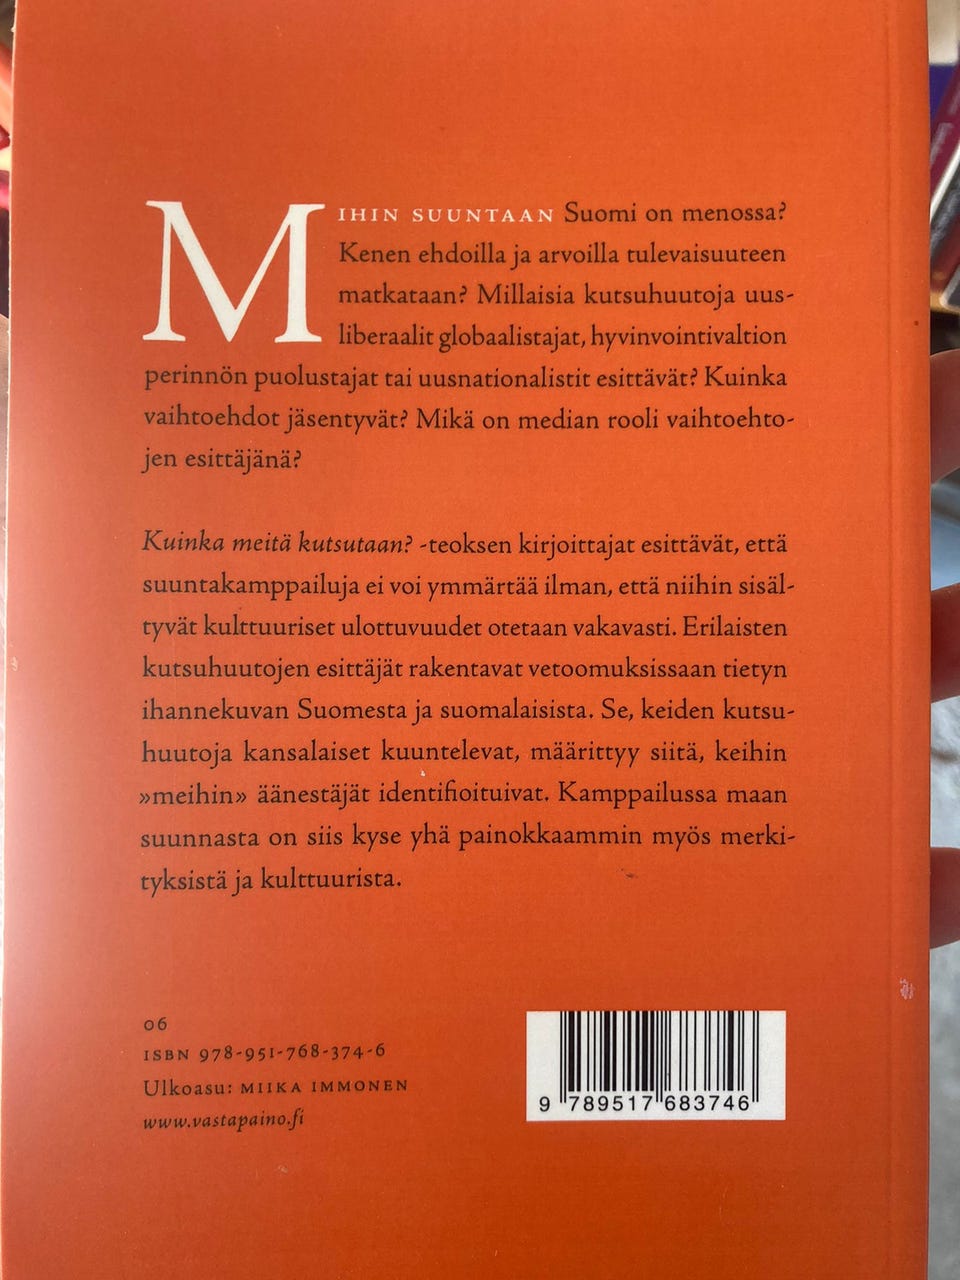 MIHIN SUUNTAAN Suomi on menossa?
Kenen ehdoilla ja arvoilla tulevaisuuteen
matkataan? Millaisia kutsuhuutoja uus-
liberaalit globaalistajat, hyvinvointivaltion
perinnön puolustajat tai uusnationalistit esittävät? Kuinka
vaihtoehdot jäsentyvät? Mikä on median rooli vaihtoehto-
jen esittäjänä?
Kuinka meitä kutsutaan? -teoksen kirjoittajat esittävät, että
suuntakamppailuja ei voi ymmärtää ilman, että niihin sisäl-
tyvät kulttuuriset ulottuvuudet otetaan vakavasti. Erilaisten
kutsuhuutojen esittäjät rakentavat vetoomuksissaan tietyn
ihannekuvan Suomesta ja suomalaisista. Se, keiden kutsu-
huutoja kansalaiset kuuntelevat, määrittyy siitä, keihin
»meihin» äänestäjät identifioituivat. Kamppailussa maan
suunnasta on siis kyse yhä painokkaammin myös merki-
tyksistä ja kulttuurista.
06
ISBN 978-951-768-374-6
Ulkoasu: MIIKA IMMONEN
www.vastapaino.fi
9 789517 683746